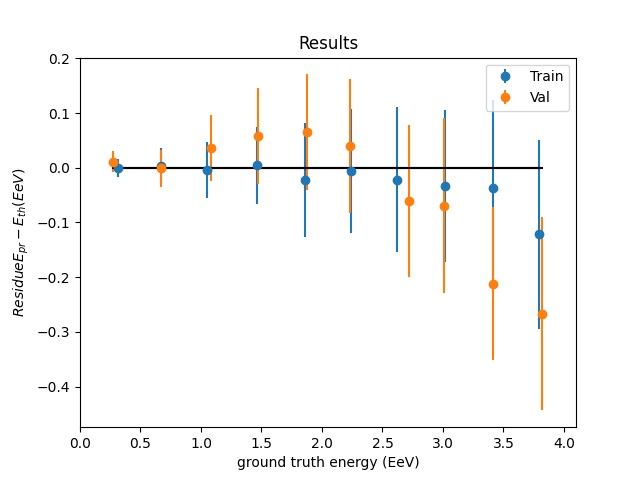 Results
Train
Val
0.2
0.1
0.0
−0.1
−0.2
−0.3
−0.4
ResidueE_pr − E_th(EeV)
0.0 0.5 1.0 1.5 2.0 2.5 3.0 3.5 4.0
ground truth energy (EeV)